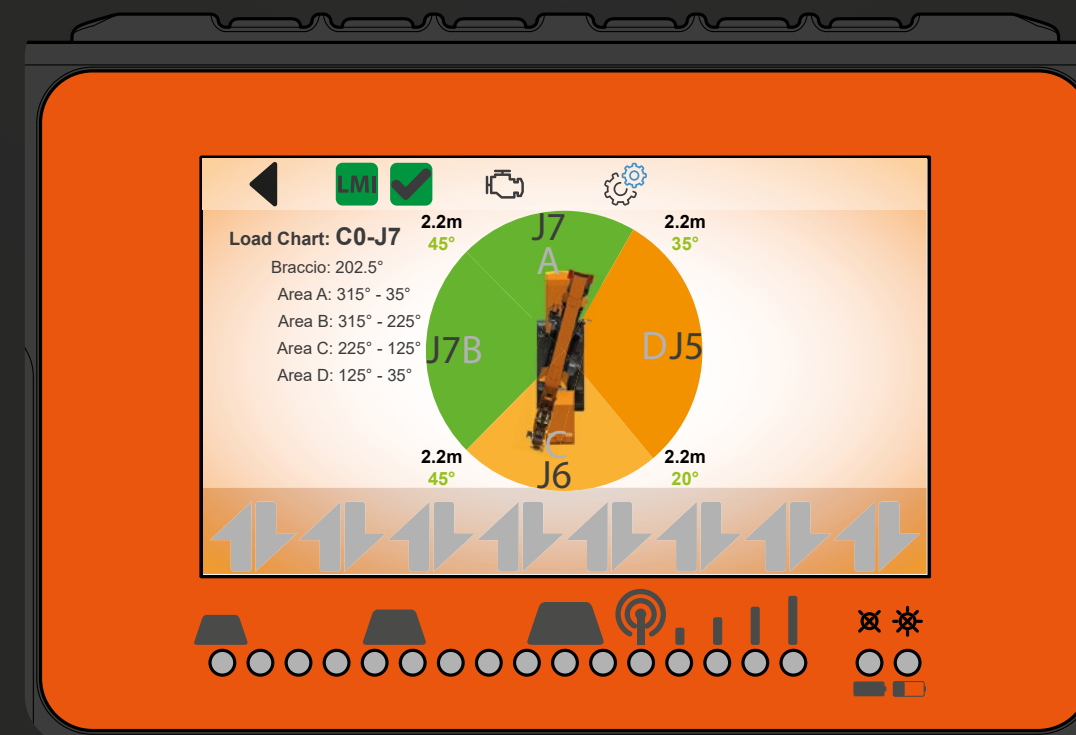 LMI
Load Chart: C0-J7
Braccio: 202.5°
Area A: 315° - 35°
Area B: 315° - 225°
Area C: 225° - 125°
Area D: 125° - 35°
2.2m
45°
J7
A
2.2m
35°
J7B
DJ5
C
J6
2.2m
45°
2.2m
20°